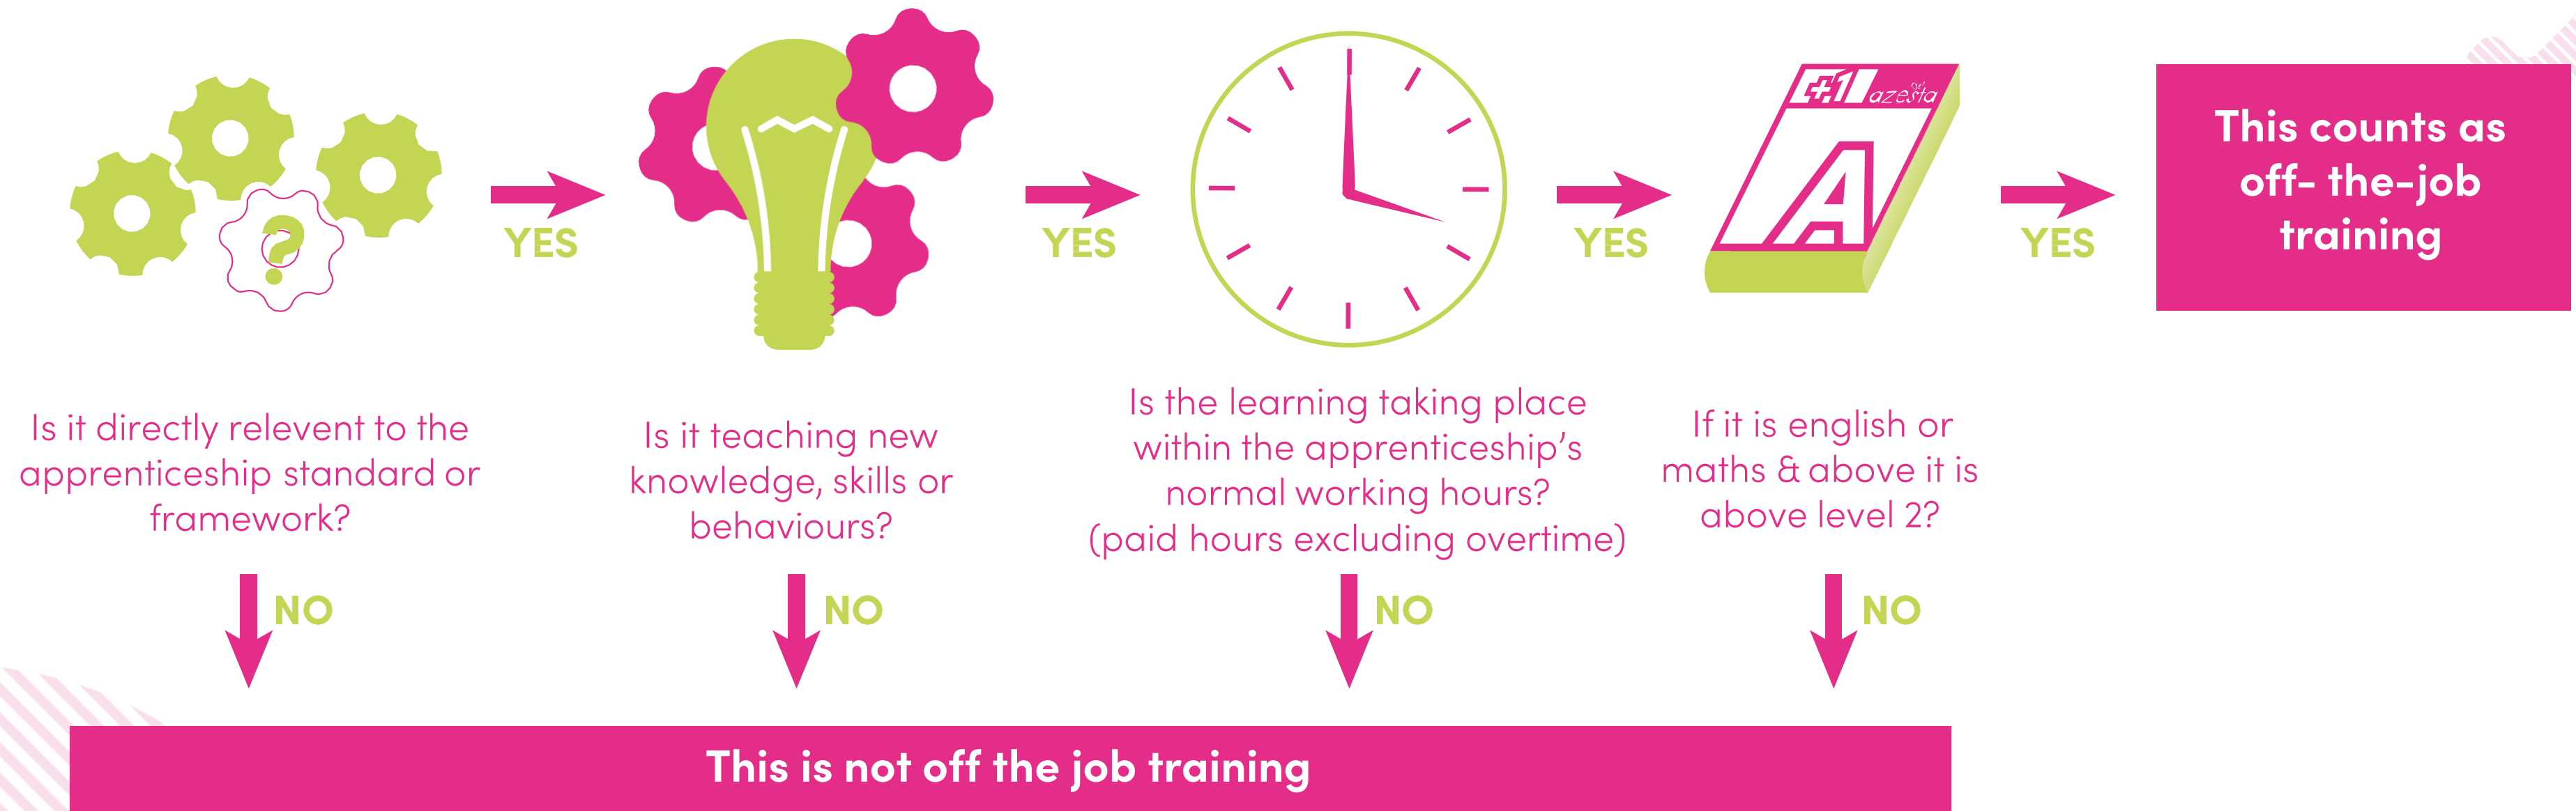 This counts as
off- the-job
training
YES
YES
YES
YES
Is it directly relevent to the
apprenticeship standard or
framework?
Is it teaching new
knowledge, skills or
behaviours?
Is the learning taking place
within the apprenticeship's
normal working hours?
(paid hours excluding overtime)
If it is english or
maths & above it is
above level 2?
NO
NO
NO
NO
This is not off the job training
?
A
azesta